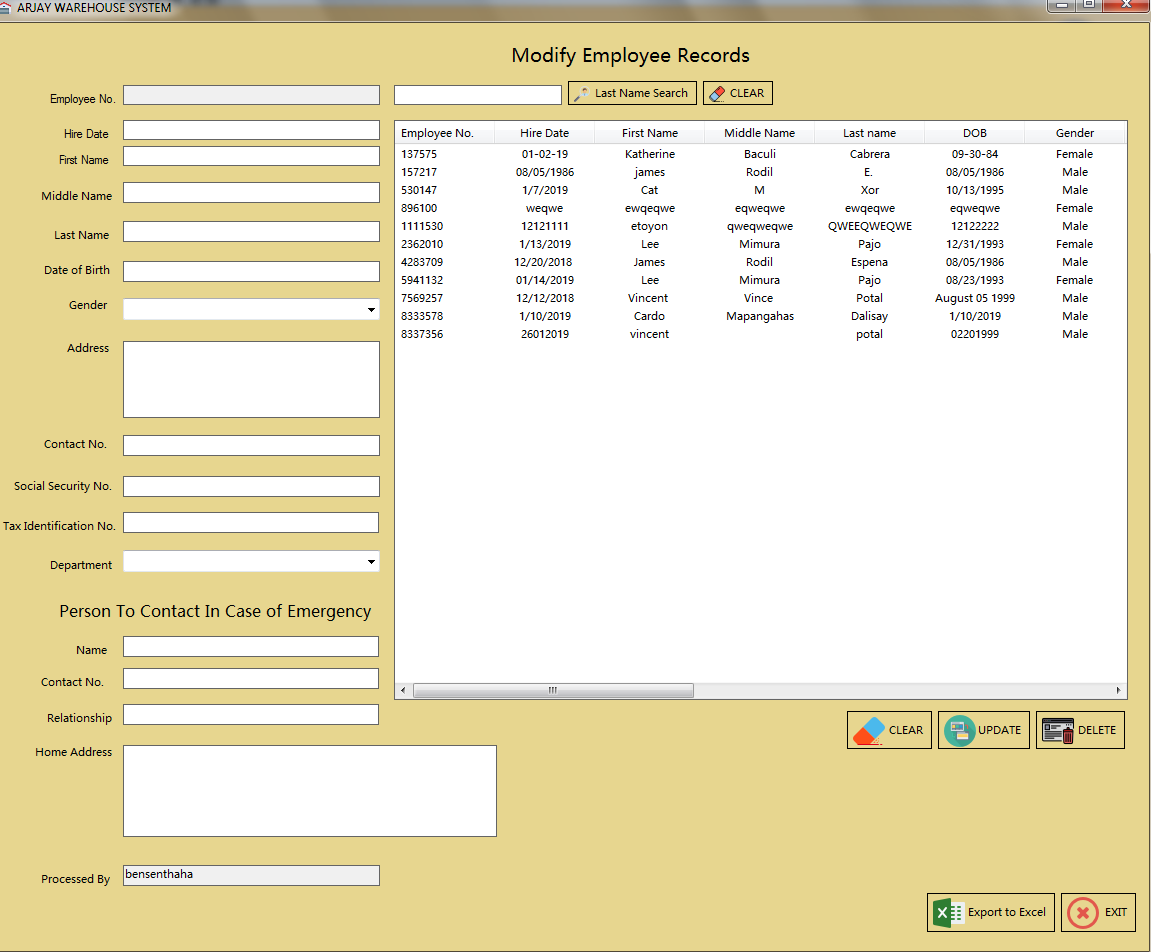 ARJAY WAREHOUSE SYSTEM
Modify Employee Records
Employee No.
Last Name Search
CLEAR
Hire Date
First Name
Middle Name
Last Name
Date of Birth
Gender
Address
Contact No.
Social Security No.
Tax Identification No.
Department
Employee No. Hire Date First Name Middle Name Last name DOB Gender
137575 01-02-19 Katherine Baculi Cabrera 09-30-84 Female
157217 08/05/1986 james Rodil E. 08/05/1986 Male
530147 1/7/2019 Cat M Xor 10/13/1995 Male
896100 weqwe ewqeqwe eqweqwe ewqeqwe eqweqwe Female
1111530 12121111 etoyon qweqweqwe QWEEQWEQWE 12122222 Male
2362010 1/13/2019 Lee Mimura Pajo 12/31/1993 Female
4283709 12/20/2018 James Rodil Espena 08/05/1986 Male
5941132 01/14/2019 Lee Mimura Pajo 08/23/1993 Female
7569257 12/12/2018 Vincent Vince Potal August 05 1999 Male
8333578 1/10/2019 Cardo Mapangahas Dalisay 1/10/2019 Male
8337356 26012019 vincent potal 02201999 Male
Person To Contact In Case of Emergency
Name
Contact No.
Relationship
Home Address
CLEAR
UPDATE
DELETE
Processed By bensenthaha
Export to Excel
EXIT